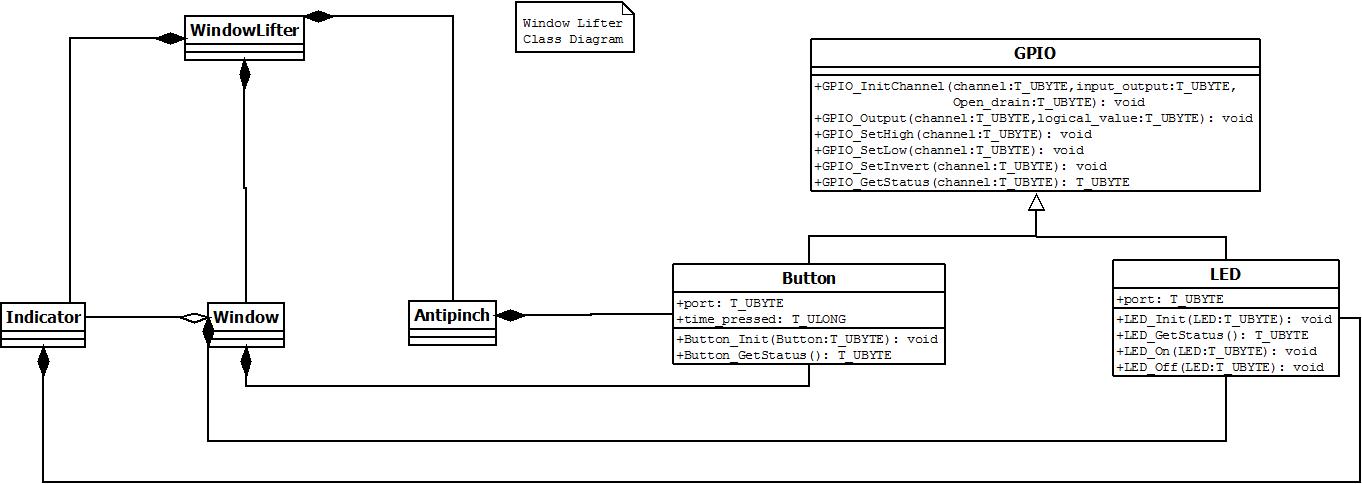 WindowLifter
Window Lifter
Class Diagram
GPIO
+GPIO_InitChannel(channel:T_UBYTE,input_output:T_UBYTE,
Open_drain:T_UBYTE): void
+GPIO_Output(channel:T_UBYTE,logical_value:T_UBYTE): void
+GPIO_SetHigh(channel:T_UBYTE): void
+GPIO_SetLow(channel:T_UBYTE): void
+GPIO_SetInvert(channel:T_UBYTE): void
+GPIO_GetStatus(channel:T_UBYTE): T_UBYTE
Indicator
Window
Antipinch
Button
+port: T_UBYTE
+time_pressed: T_ULONG
+Button_Init(Button:T_UBYTE): void
+Button_GetStatus(): T_UBYTE
LED
+port: T_UBYTE
+LED_Init(LED:T_UBYTE): void
+LED_GetStatus(): T_UBYTE
+LED_On(LED:T_UBYTE): void
+LED_Off(LED:T_UBYTE): void